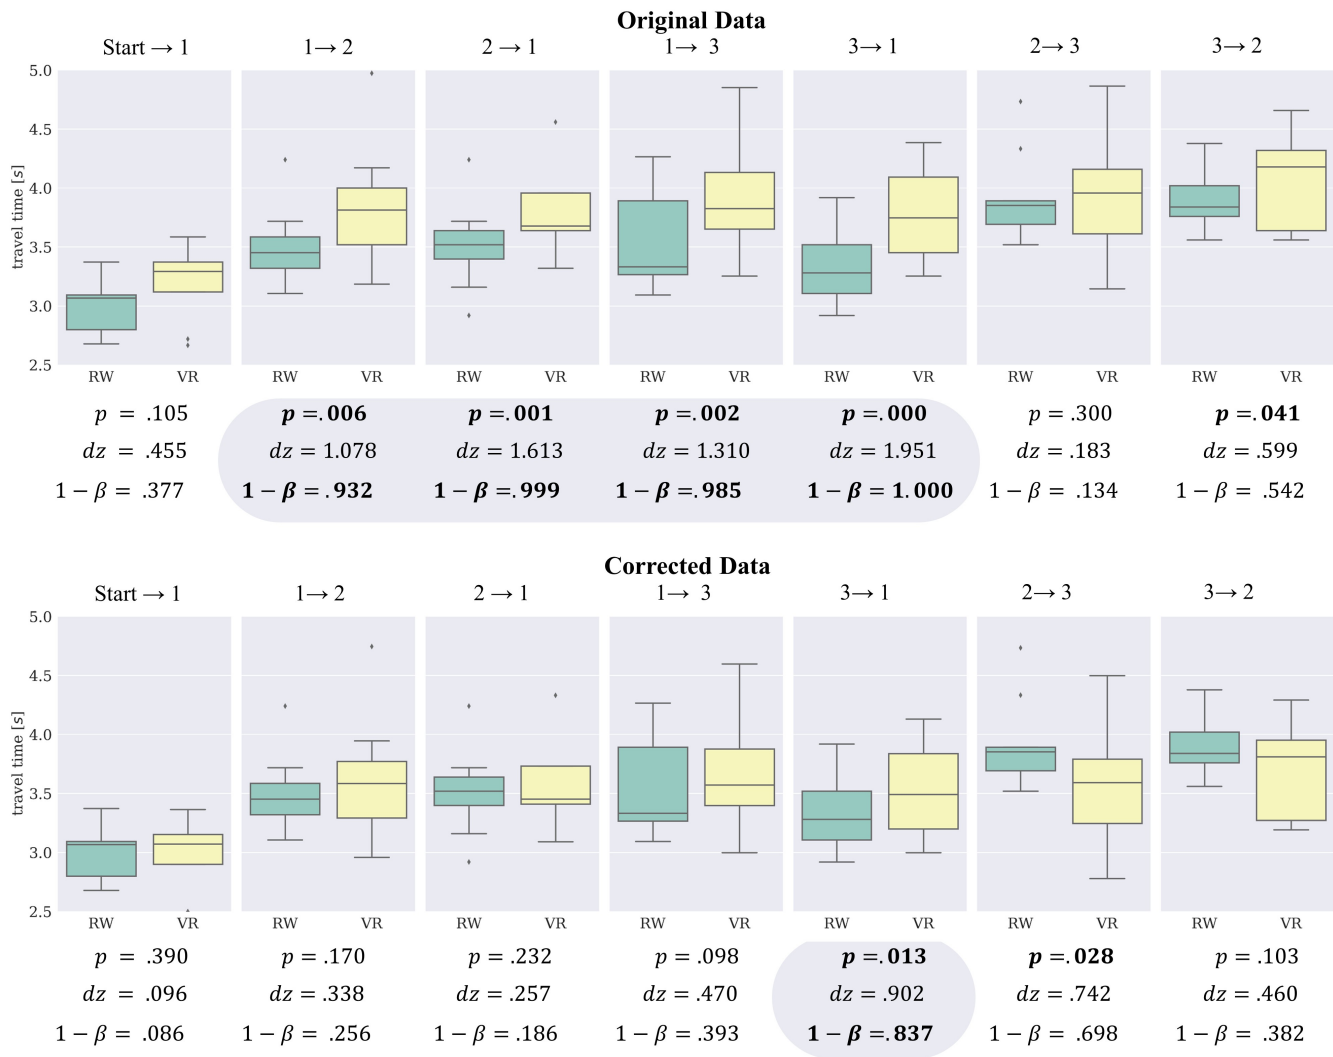 Original Data
Start → 1 1→ 2 2 → 1 1→ 3 3→ 1 2→ 3 3→ 2
5.0
4.5
4.0
3.5
3.0
2.5
travel time [s]
RW VR RW VR RW VR RW VR RW VR RW VR RW VR
p = .105 p =.006 p =.001 p =.002 p =.000 p = .300 p =.041
dz = .455 dz = 1.078 dz = 1.613 dz = 1.310 dz = 1.951 dz = .183 dz = .599
1 − β = .377 1 − β =.932 1 − β =.999 1 − β =.985 1 − β = 1.000 1 − β = .134 1 − β = .542
Corrected Data
Start → 1 1→ 2 2 → 1 1→ 3 3→ 1 2→ 3 3→ 2
5.0
4.5
4.0
3.5
3.0
2.5
travel time [s]
RW VR RW VR RW VR RW VR RW VR RW VR RW VR
p = .390 p = .170 p = .232 p = .098 p =.013 p =.028 p = .103
dz = .096 dz = .338 dz = .257 dz = .470 dz = .902 dz = .742 dz = .460
1 − β = .086 1 − β = .256 1 − β = .186 1 − β = .393 1 − β =.837 1 − β = .698 1 − β = .382